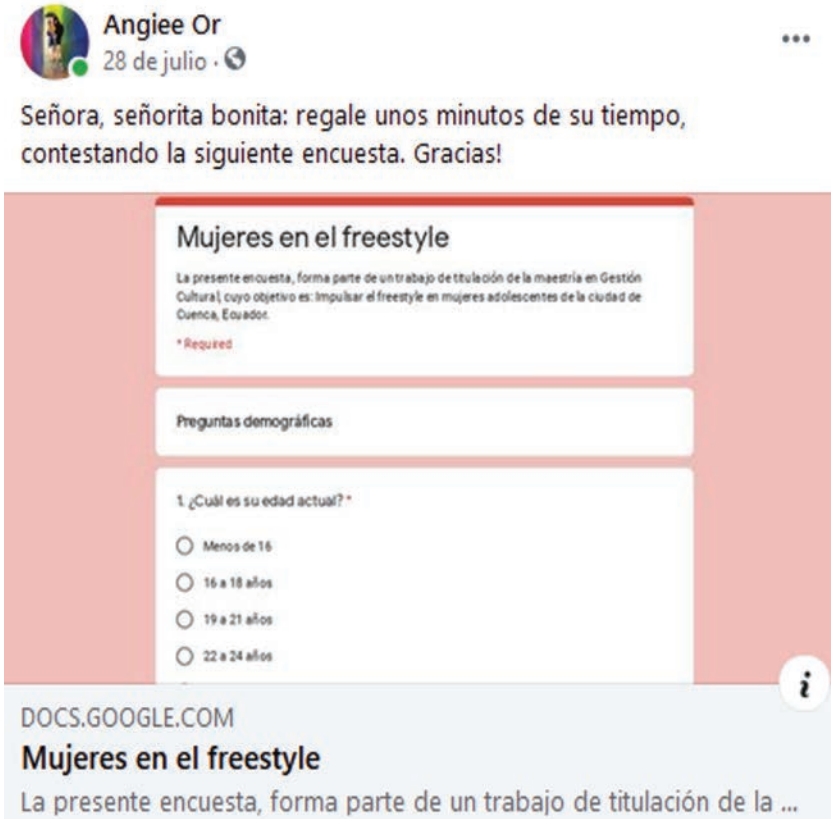 Angiee Or
28 de julio ·
Señora, señorita bonita: regale unos minutos de su tiempo,
contestando la siguiente encuesta. Gracias!
Mujeres en el freestyle
La presente encuesta, forma parte de un trabajo de titulación de la maestría en Gestión
Cultural, cuyo objetivo es: Impulsar el freestyle en mujeres adolescentes de la ciudad de
Cuenca, Ecuador.
* Required
Preguntas demográficas
1. ¿Cuál es su edad actual? *
Menos de 16
16 a 18 años
19 a 21 años
22 a 24 años
DOCS.GOOGLE.COM
Mujeres en el freestyle
La presente encuesta, forma parte de un trabajo de titulación de la ...